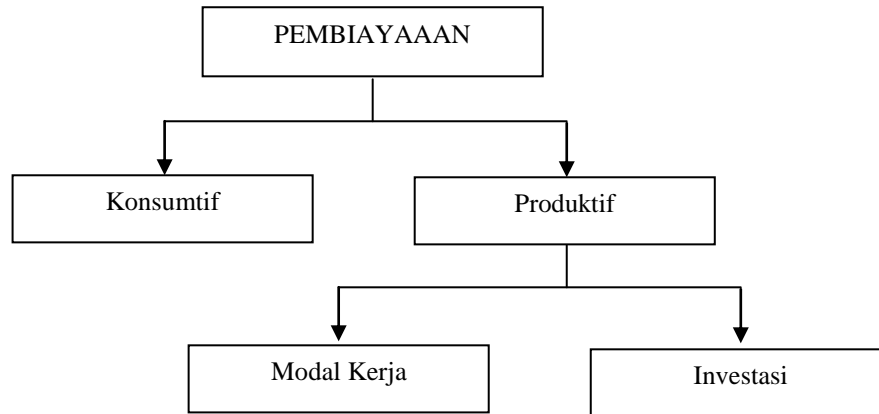 PEMBIAYAAAN
Konsumtif
Produktif
Modal Kerja
Investasi